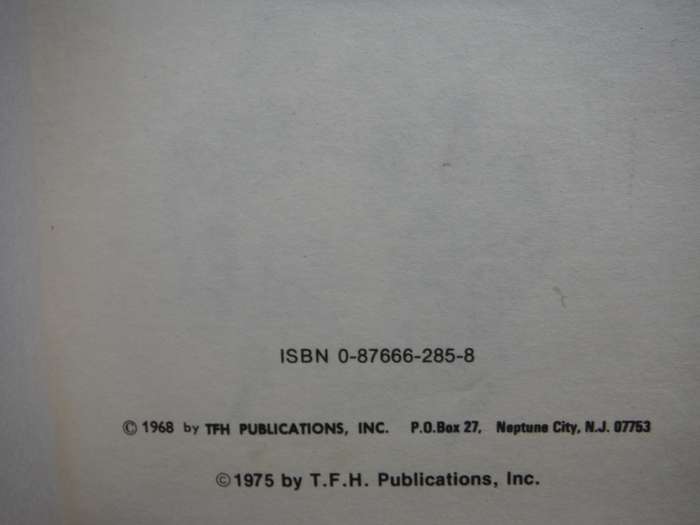 ISBN 0-87666-285-8
© 1968 by TFH PUBLICATIONS, INC. P.O.Box 27, Neptune City, N.J. 07753
©1975 by T.F.H. Publications, Inc.